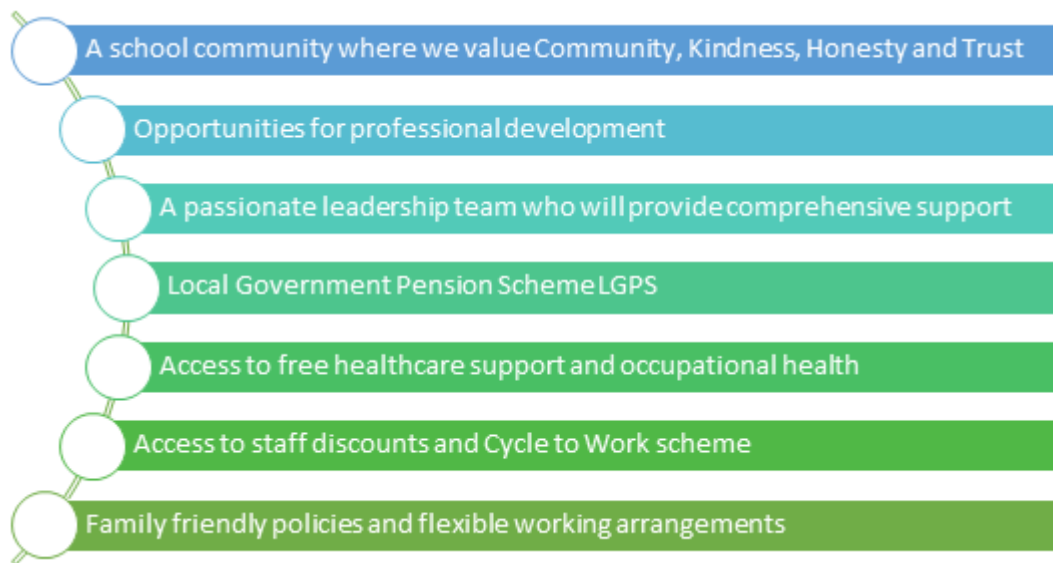 A school community where we value Community, Kindness, Honesty and Trust
Opportunities for professional development
A passionate leadership team who will provide comprehensive support
Local Government Pension Scheme LGPS
Access to free healthcare support and occupational health
Access to staff discounts and Cycle to Work scheme
Family friendly policies and flexible working arrangements